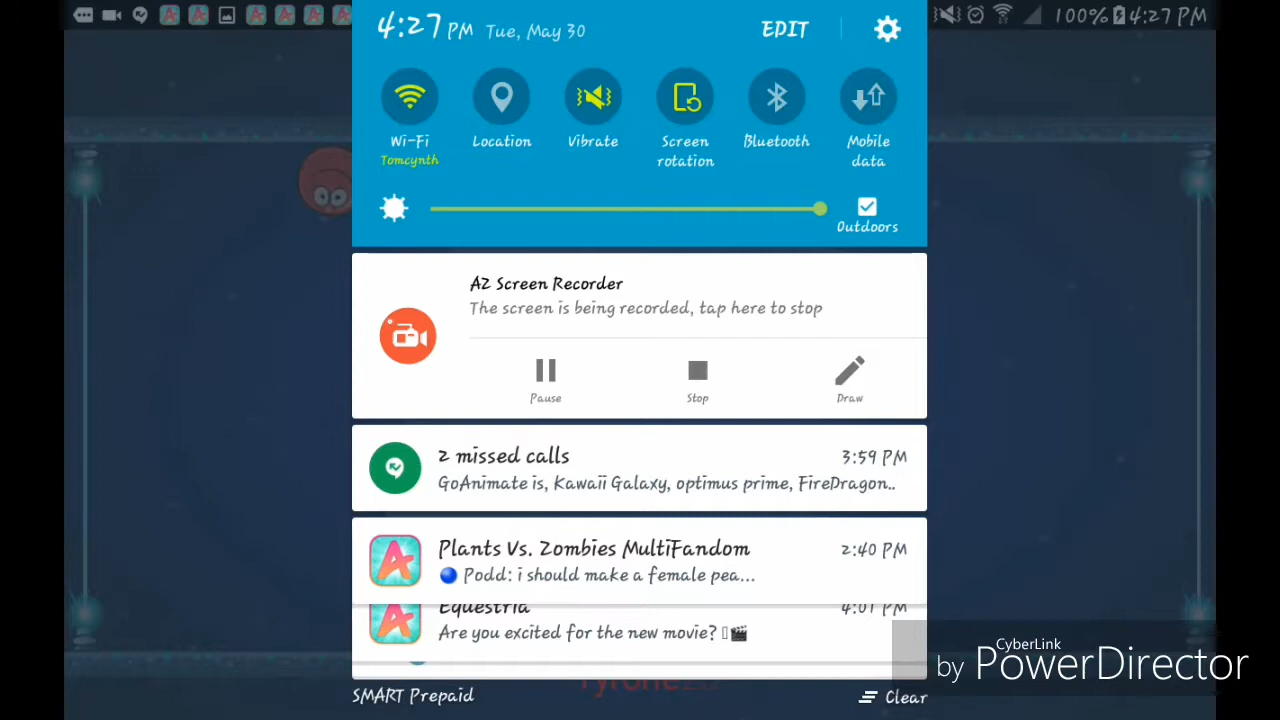 4:27 PM Tue, May 30 EDIT
100% 4:27 PM
Wi-Fi Location Vibrate Screen rotation Bluetooth Mobile data
Tomcynth
Outdoors
AZ Screen Recorder
The screen is being recorded, tap here to stop
Pause Stop Draw
2 missed calls 3:59 PM
GoAnimate is, Kawaii Galaxy, optimus prime, FireDragon..
Plants Vs. Zombies MultiFandom 2:40 PM
Podd: i should make a female pea...
Equestria 4:01 PM
Are you excited for the new movie?
SMART Prepaid Clear
CyberLink
by PowerDirector